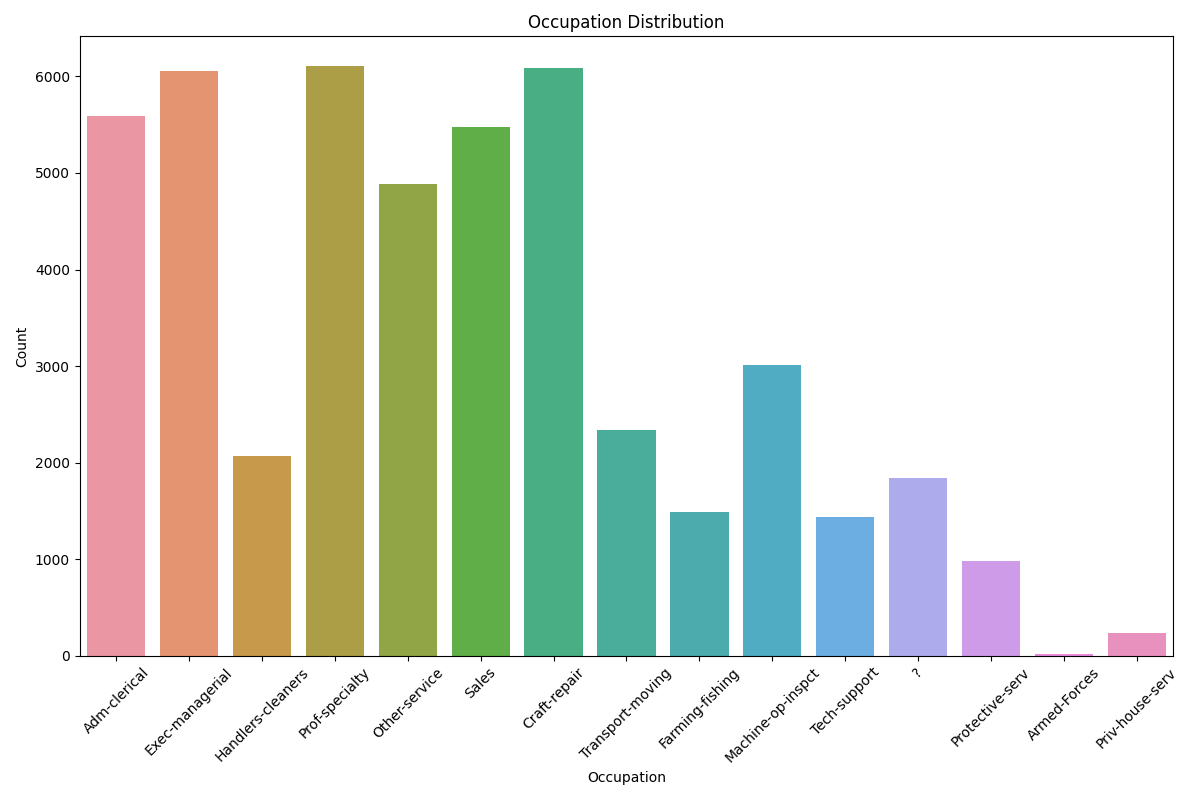 Occupation Distribution
6000
5000
4000
3000
2000
1000
0
Count
Adm-clerical
Exec-managerial
Handlers-cleaners
Prof-specialty
Other-service
Sales
Craft-repair
Transport-moving
Farming-fishing
Machine-op-inspct
Tech-support
?
Protective-serv
Armed-Forces
Priv-house-serv
Occupation